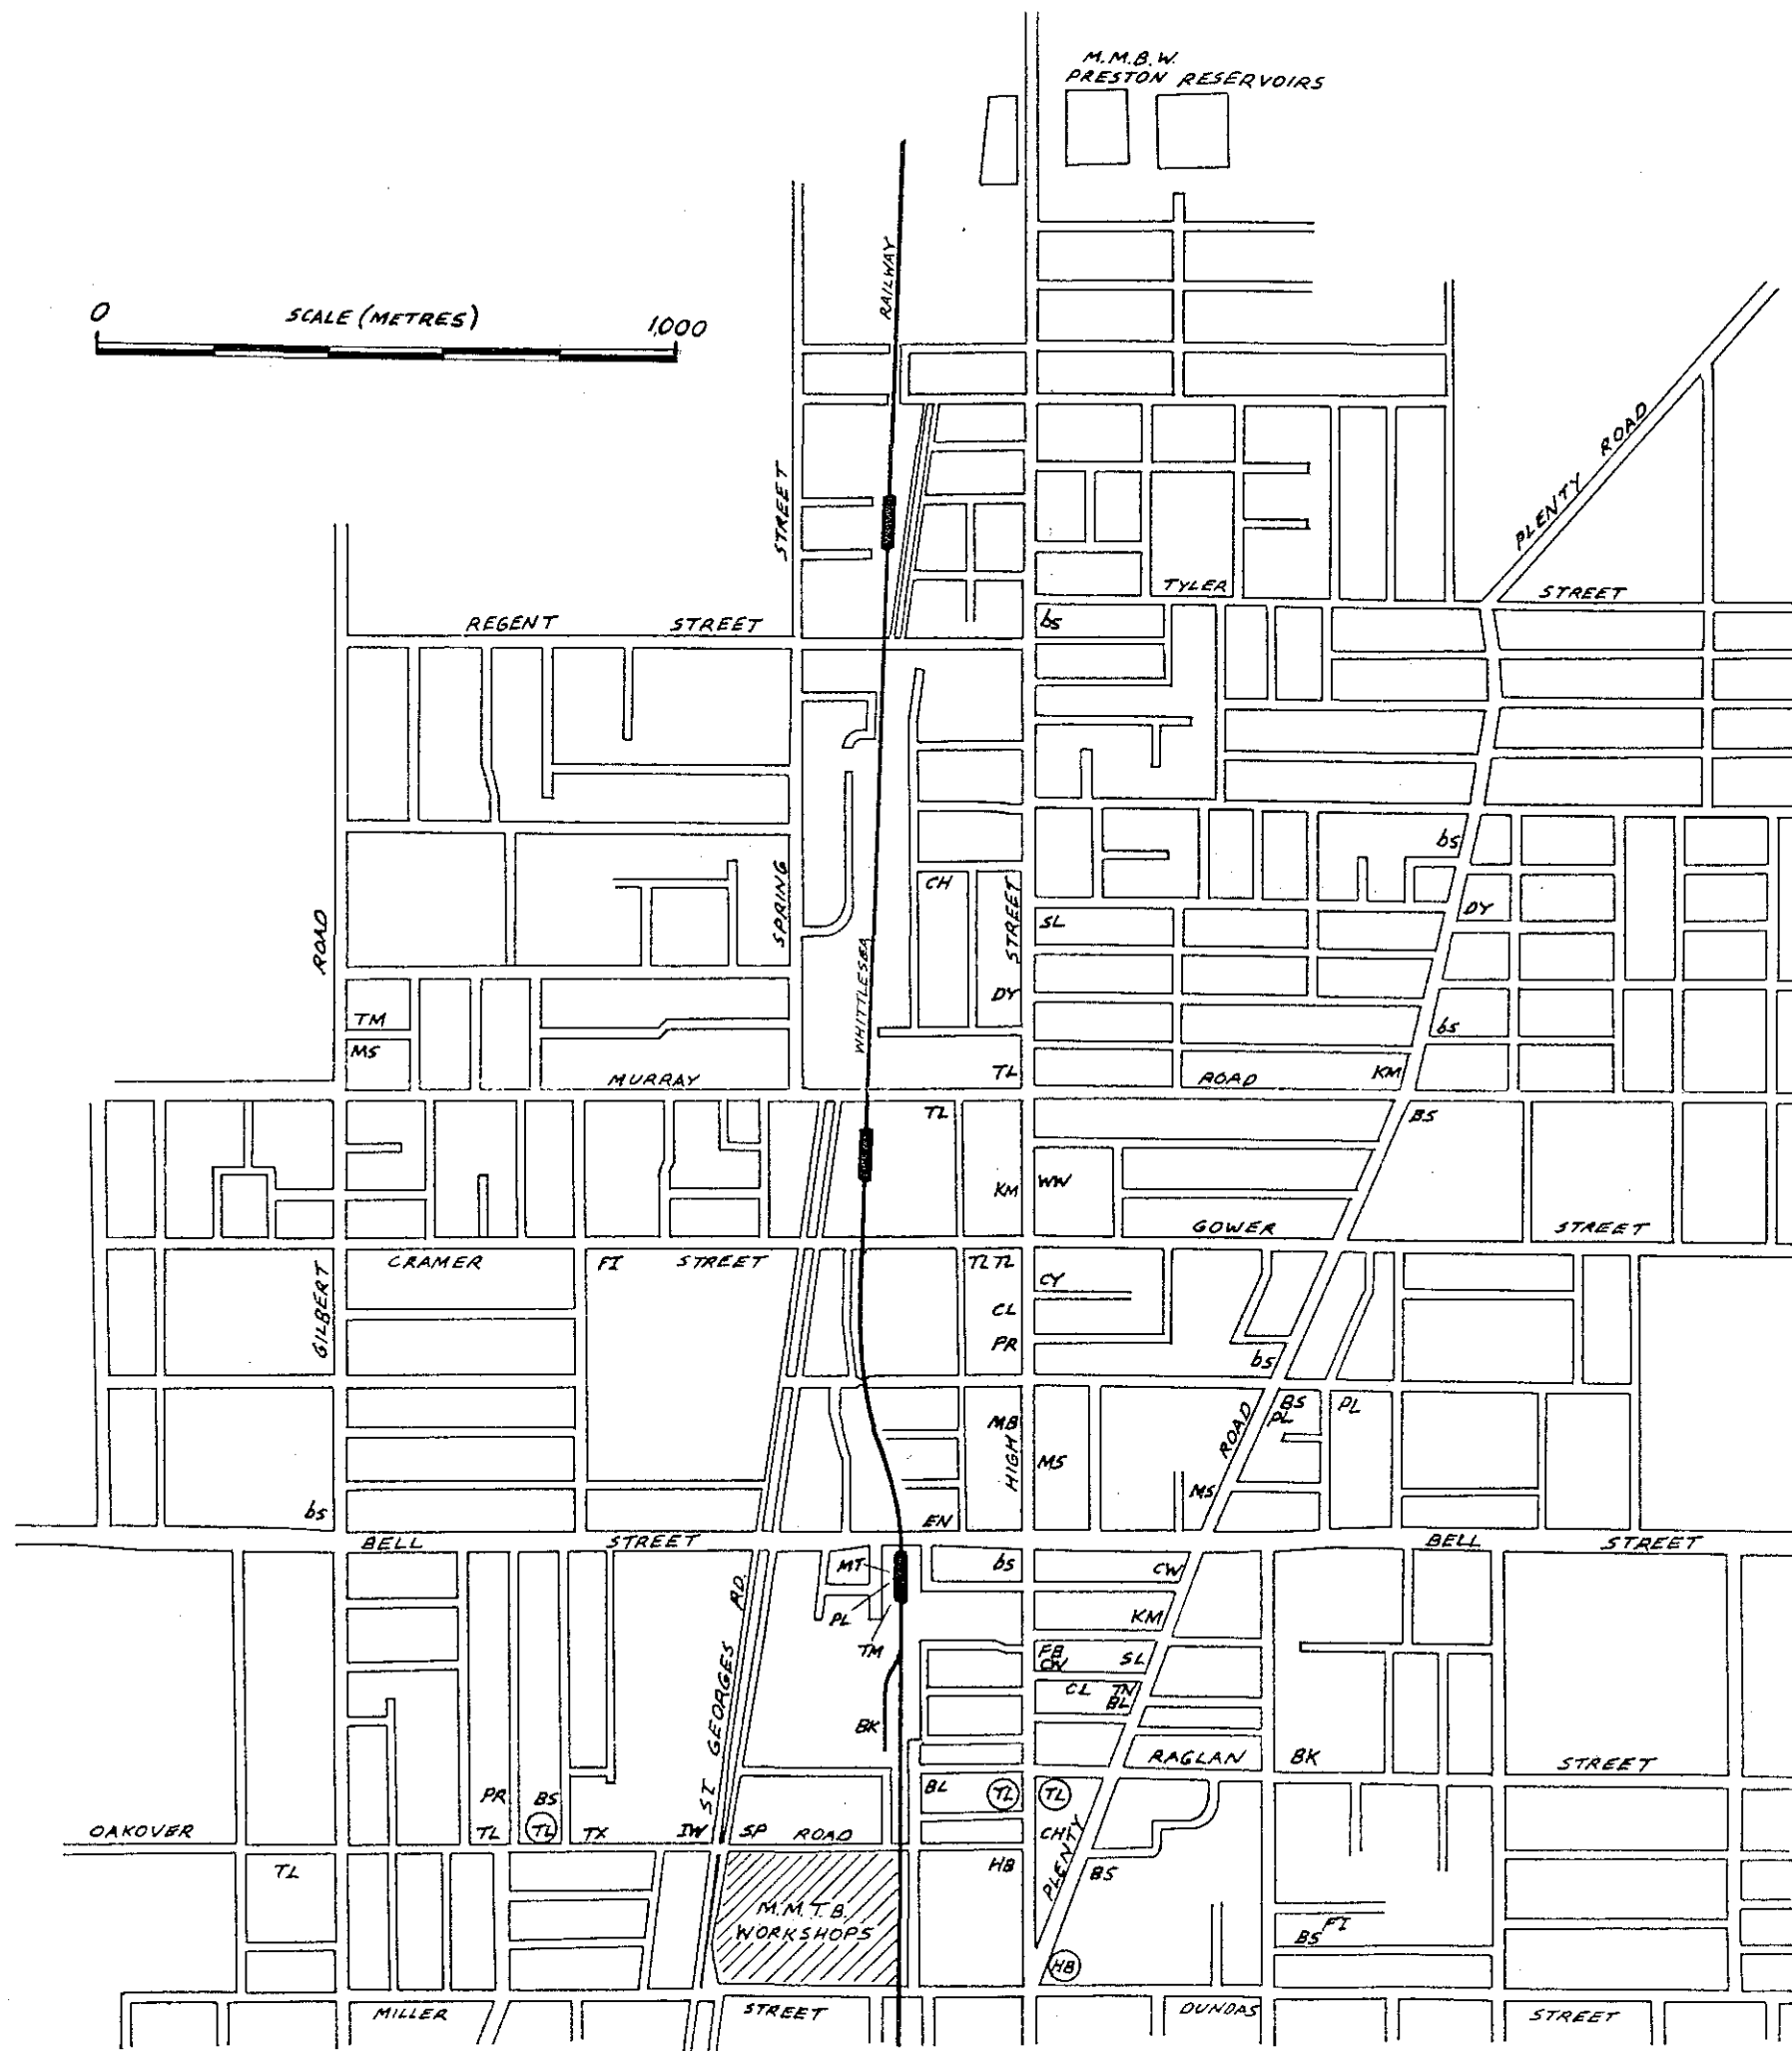 M.M.B.W.
PRESTON RESERVOIRS
RAILWAY
0
SCALE (METRES)
1,000
PLENTY ROAD
STREET
TYLER
STREET
REGENT STREET
bs
bs
SPRING
CH
STREET
SL
DY
ROAD
WHITTLESEA
DY
TM
MS
bs
MURRAY
TL
ROAD
KM
TL
BS
KM
WW
GOWER
STREET
CRAMER
FI
STREET
TL TL
CY
GILBERT
CL
PR
bs
MB
HIGH
MS
ROAD
BS
PL
PL
MS
bs
EN
BELL
STREET
BELL
STREET
MT
bs
CW
PL
KM
TM
ST GEORGES RD.
FB
CW
SL
CL
TN
BL
BK
RAGLAN
BK
STREET
PR
BS
BL
TL
TL
OAKOVER
TL
TL
TX
IW
SP
ROAD
CH
PLENTY
TL
HB
BS
M.M.T.B.
WORKSHOPS
FI
BS
HB
MILLER
STREET
DUNDAS
STREET